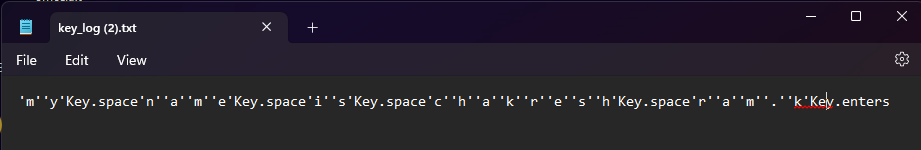 key_log (2).txt
File Edit View
'm''y'Key.space'n''a''m''e'Key.space'i''s'Key.space'c''h''a''k''r''e''s''h'Key.space'r''a''m''.''k'Key.enters